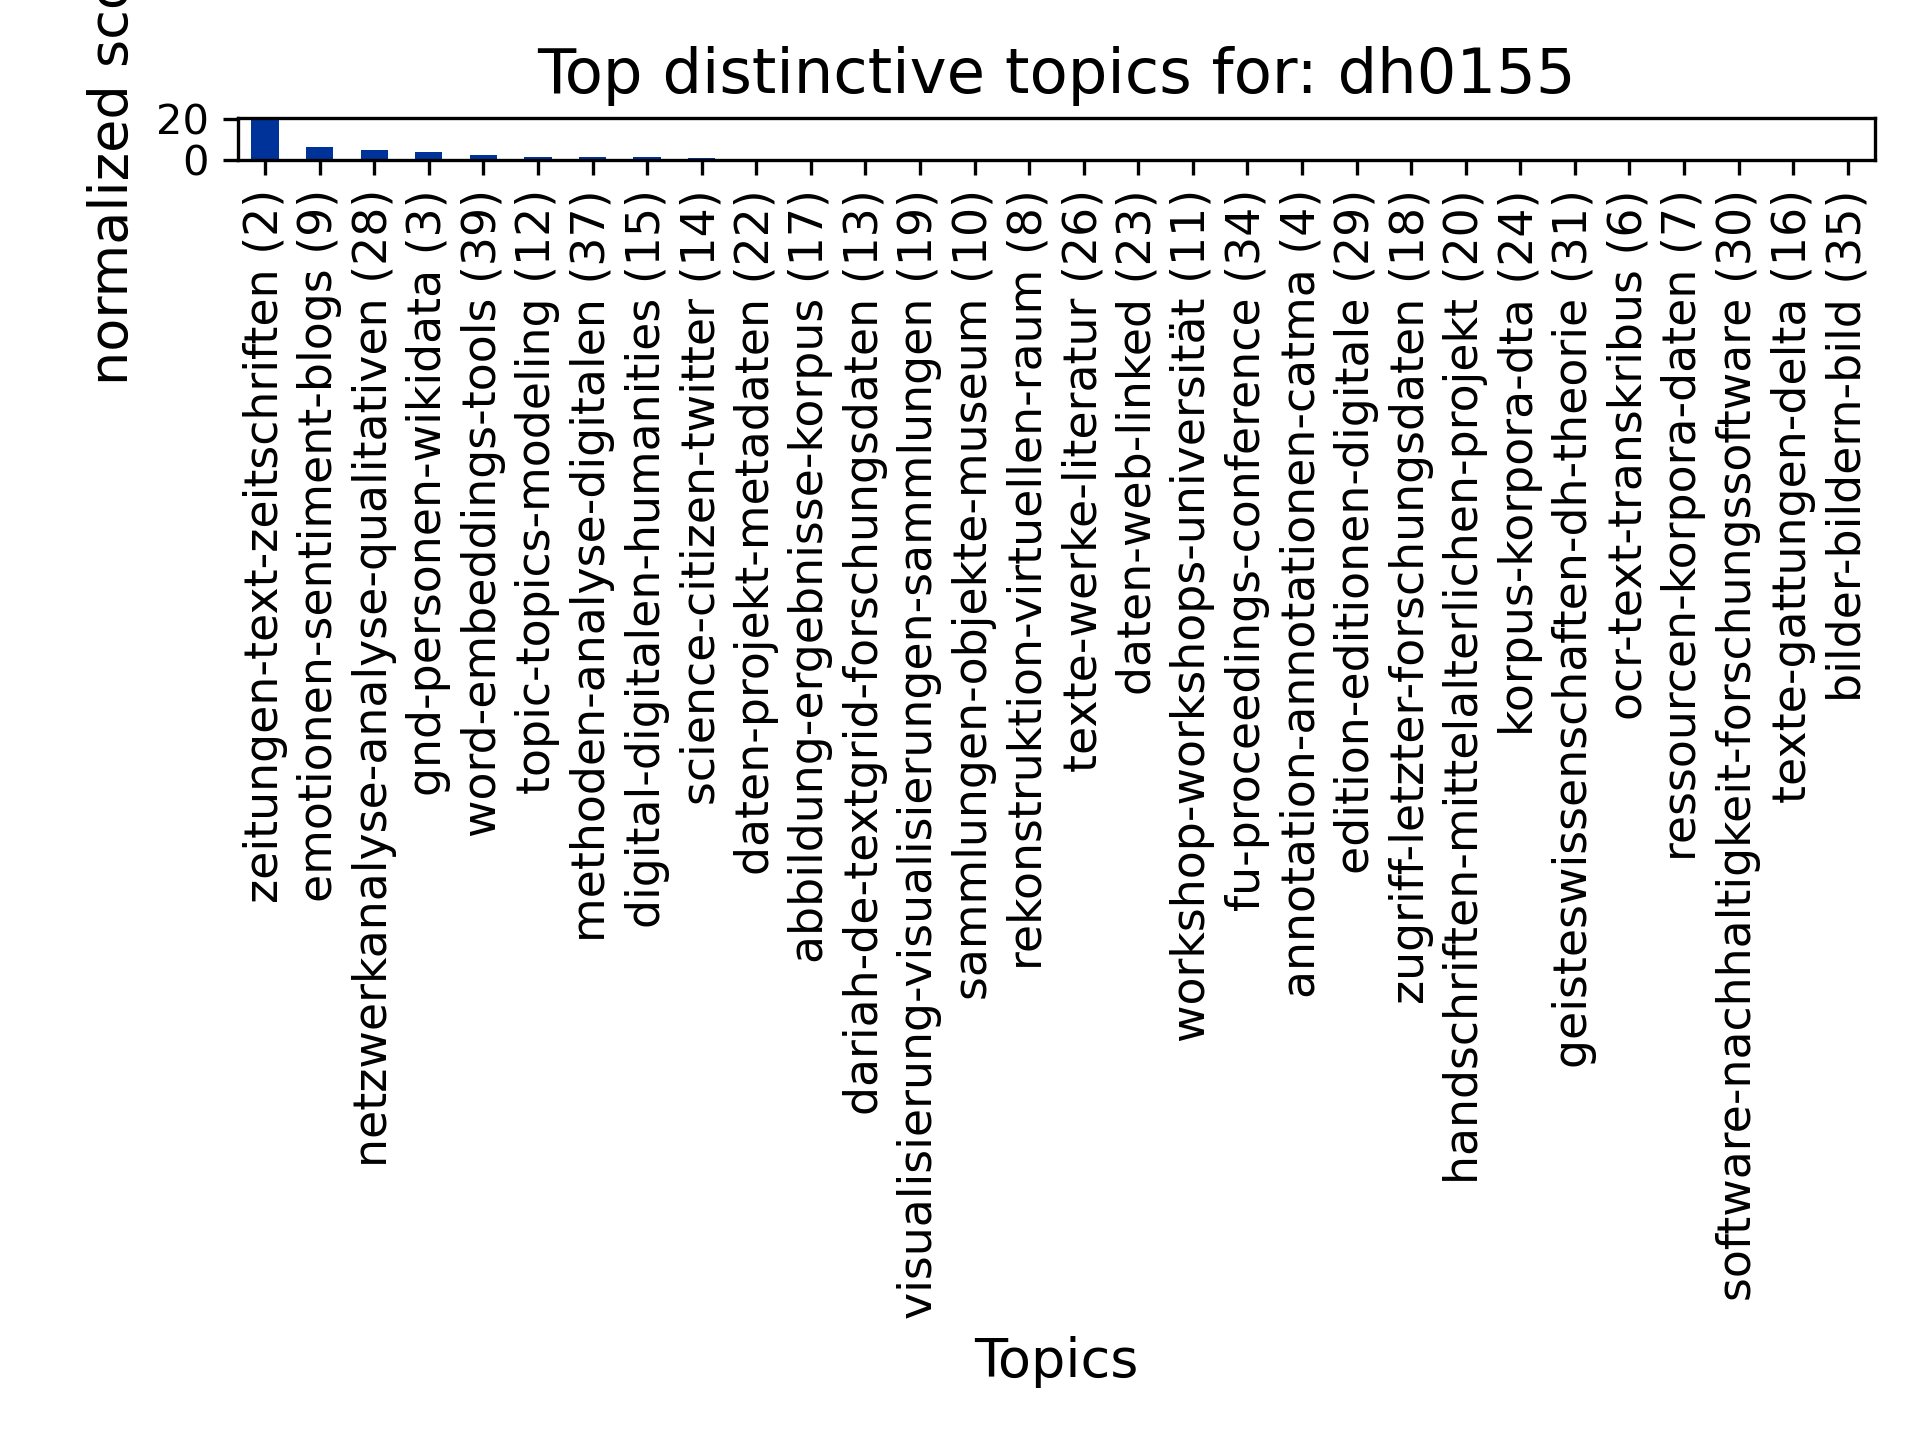 Top distinctive topics for: dh0155
normalized
20
0
zeitungen-text-zeitschriften (2)
emotionen-sentiment-blogs (9)
netzwerkanalyse-analyse-qualitativen (28)
gnd-personen-wikidata (3)
word-embeddings-tools (39)
topic-topics-modeling (12)
methoden-analyse-digitalen (37)
digital-digitalen-humanities (15)
science-citizen-twitter (14)
daten-projekt-metadaten (22)
abbildung-ergebnisse-korpus (17)
dariah-de-textgrid-forschungsdaten (13)
visualisierung-visualisierungen-sammlungen (19)
sammlungen-objekte-museum (10)
rekonstruktion-virtuellen-raum (8)
texte-werke-literatur (26)
daten-web-linked (23)
workshop-workshops-universität (11)
fu-proceedings-conference (34)
annotation-annotationen-catma (4)
edition-editionen-digitale (29)
zugriff-letzter-forschungsdaten (18)
handschriften-mittelalterlichen-projekt (20)
korpus-korpora-dta (24)
geisteswissenschaften-dh-theorie (31)
ocr-text-transkribus (6)
ressourcen-korpora-daten (7)
software-nachhaltigkeit-forschungssoftware (30)
texte-gattungen-delta (16)
bilder-bildern-bild (35)
Topics